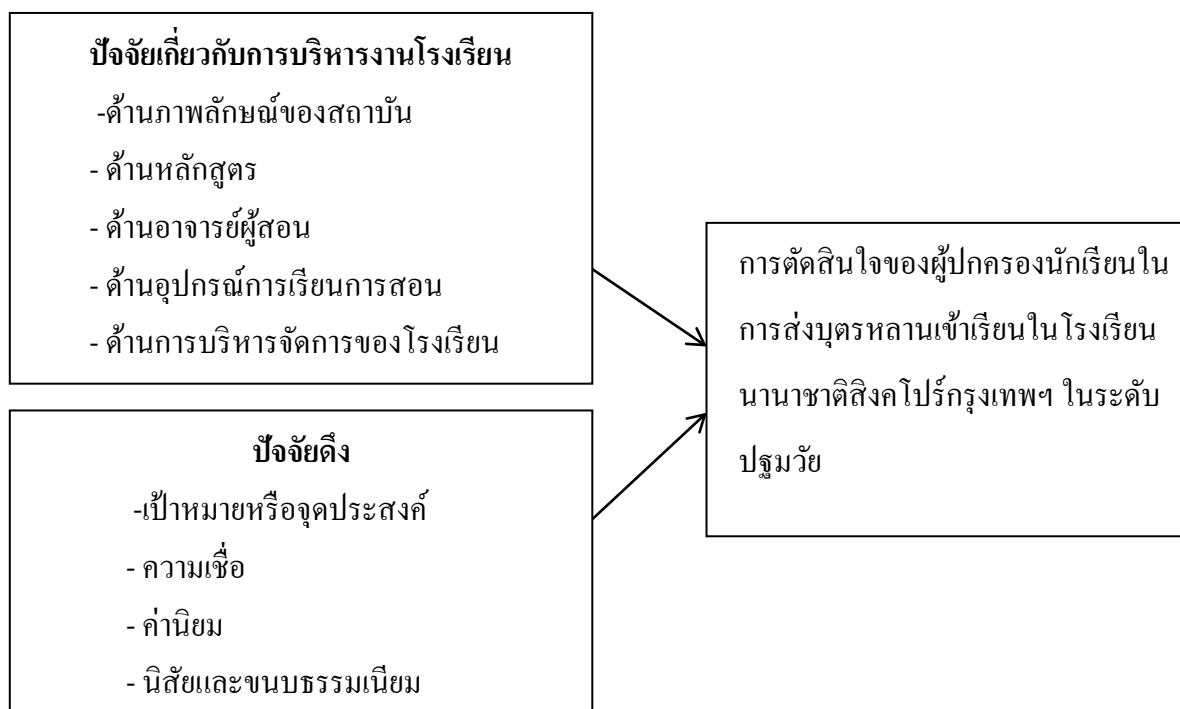 ปัจจัยเกี่ยวกับการบริหารงานโรงเรียน
-ด้านภาพลักษณ์ของสถาบัน
- ด้านหลักสูตร
- ด้านอาจารย์ผู้สอน
- ด้านอุปกรณ์การเรียนการสอน
- ด้านการบริหารจัดการของโรงเรียน
ปัจจัยดึง
-เป้าหมายหรือจุดประสงค์
- ความเชื่อ
- ค่านิยม
- นิสัยและขนบธรรมเนียม
การตัดสินใจของผู้ปกครองนักเรียนใน
การส่งบุตรหลานเข้าเรียนในโรงเรียน
นานาชาติสิงคโปร์กรุงเทพฯ ในระดับ
ปฐมวัย